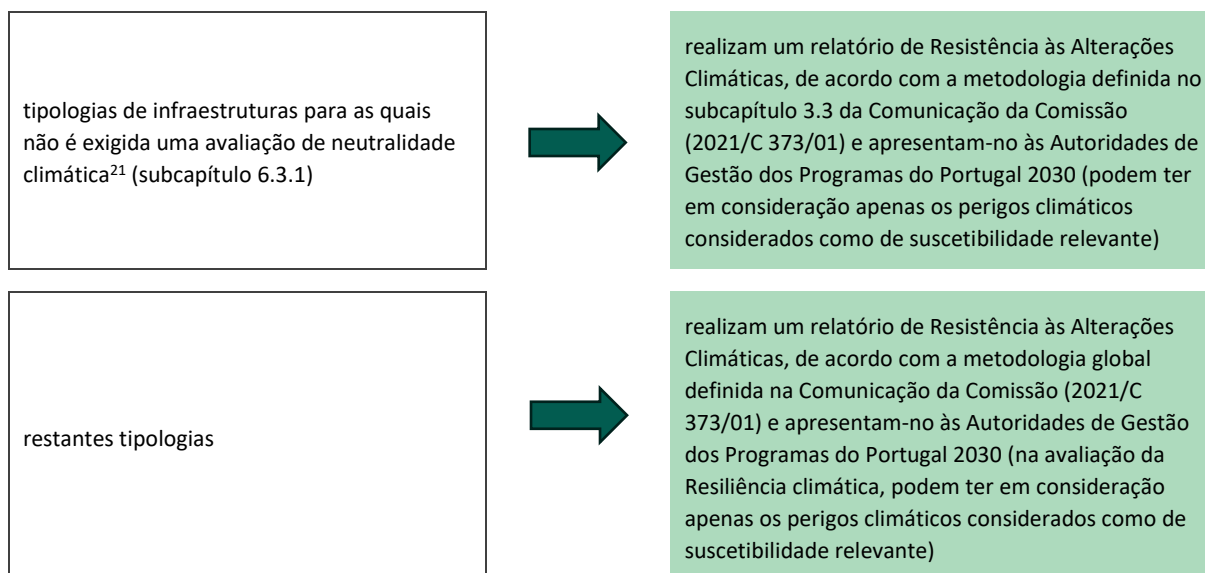 tipologias de infraestruturas para as quais
não é exigida uma avaliação de neutralidade
climática21 (subcapítulo 6.3.1)
realizam um relatório de Resistência às Alterações
Climáticas, de acordo com a metodologia definida no
subcapítulo 3.3 da Comunicação da Comissão
(2021/C 373/01) e apresentam-no às Autoridades de
Gestão dos Programas do Portugal 2030 (podem ter
em consideração apenas os perigos climáticos
considerados como de suscetibilidade relevante)
restantes tipologias
realizam um relatório de Resistência às Alterações
Climáticas, de acordo com a metodologia global
definida na Comunicação da Comissão (2021/C
373/01) e apresentam-no às Autoridades de Gestão
dos Programas do Portugal 2030 (na avaliação da
Resiliência climática, podem ter em consideração
apenas os perigos climáticos considerados como de
suscetibilidade relevante)